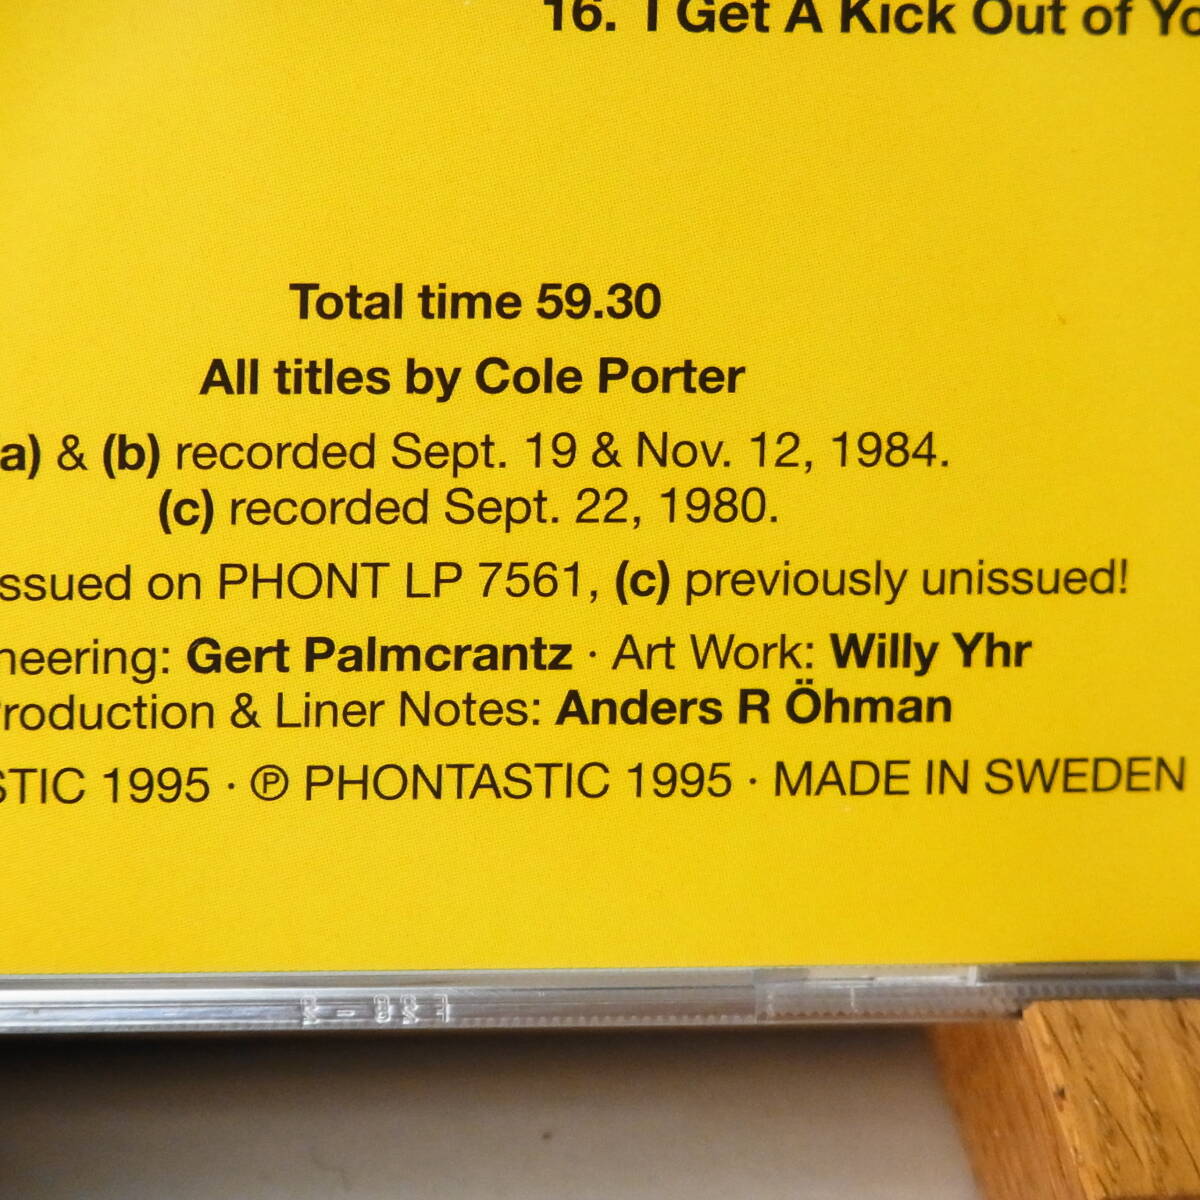 16. I Get A Kick Out of
Total time 59.30
All titles by Cole Porter
a) & (b) recorded Sept. 19 & Nov. 12, 1984.
(c) recorded Sept. 22, 1980.
ssued on PHONT LP 7561, (c) previously unissued!
neering: Gert Palmcrantz · Art Work: Willy Yhr
roduction & Liner Notes: Anders R Öhman
STIC 1995 · ℗ PHONTASTIC 1995 · MADE IN SWEDEN